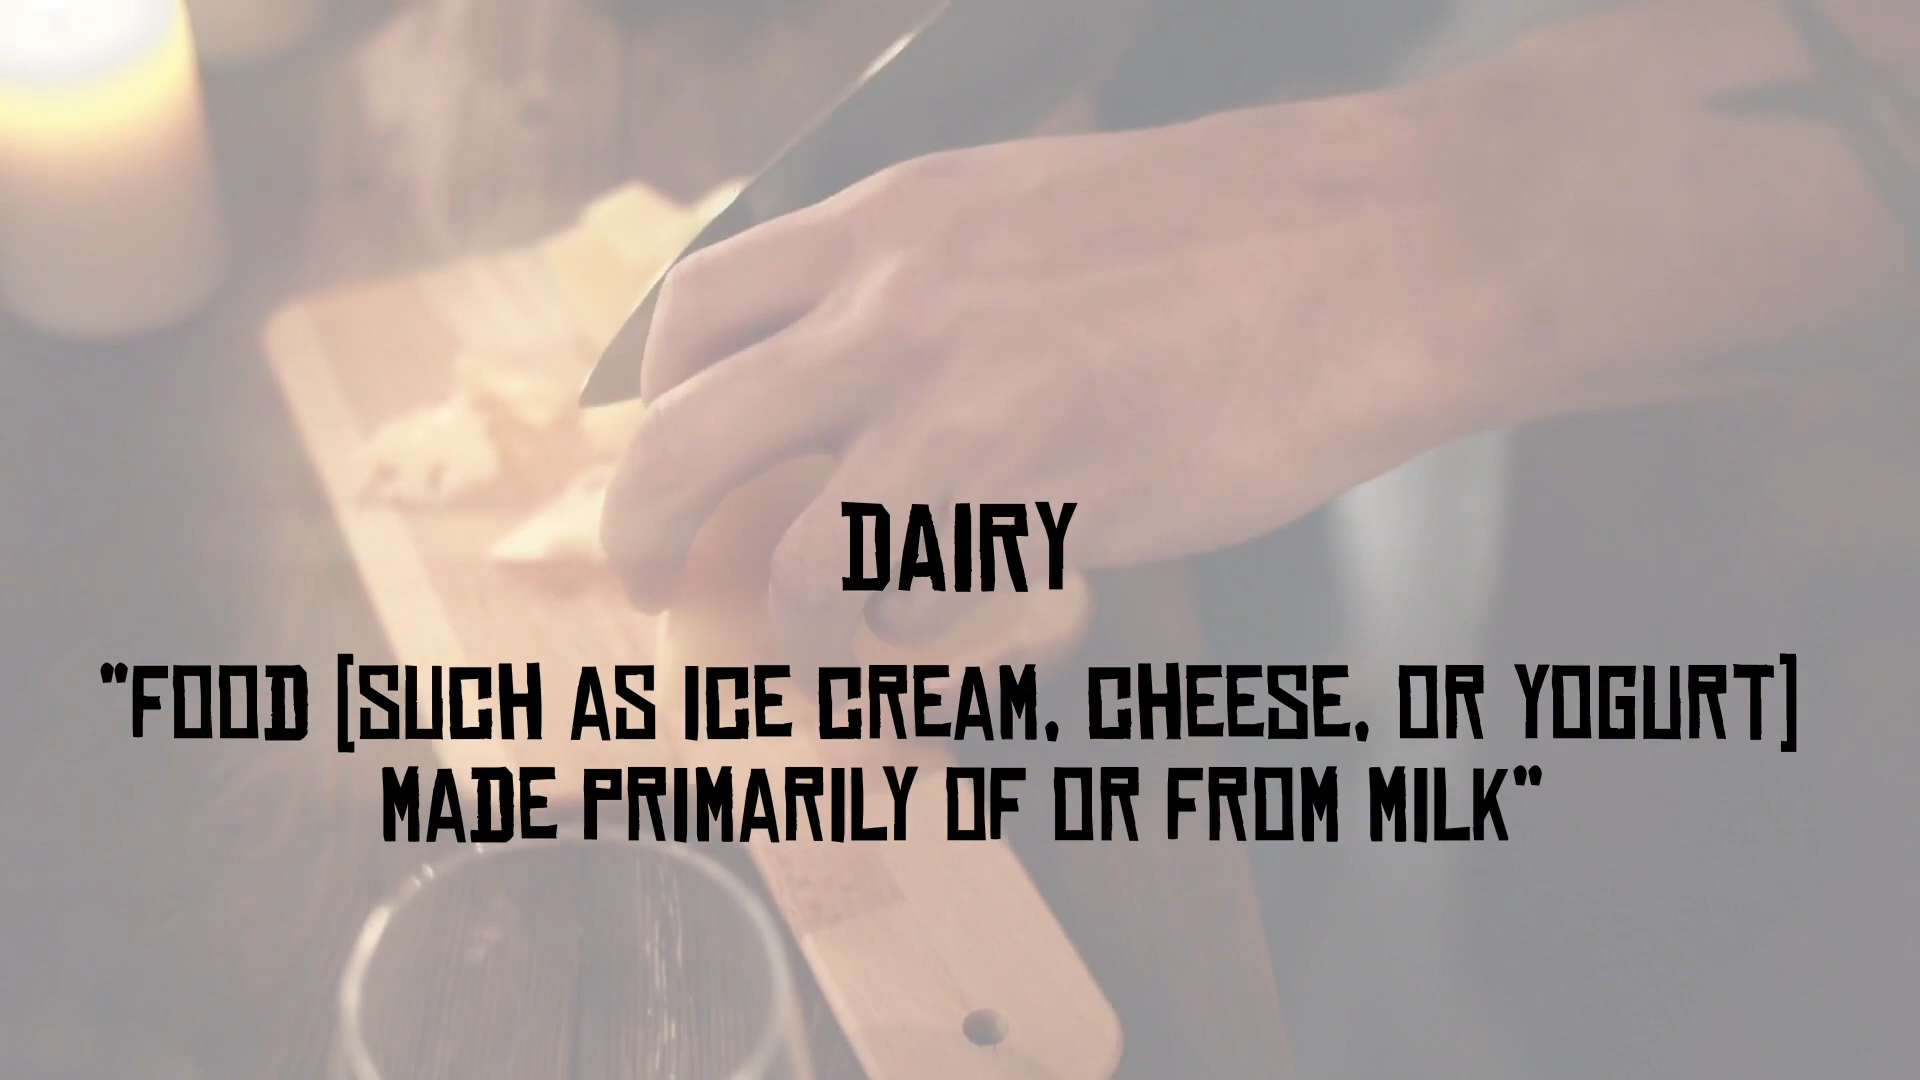 DAIRY
"FOOD [SUCH AS ICE CREAM, CHEESE, OR YOGURT]
MADE PRIMARILY OF OR FROM MILK"